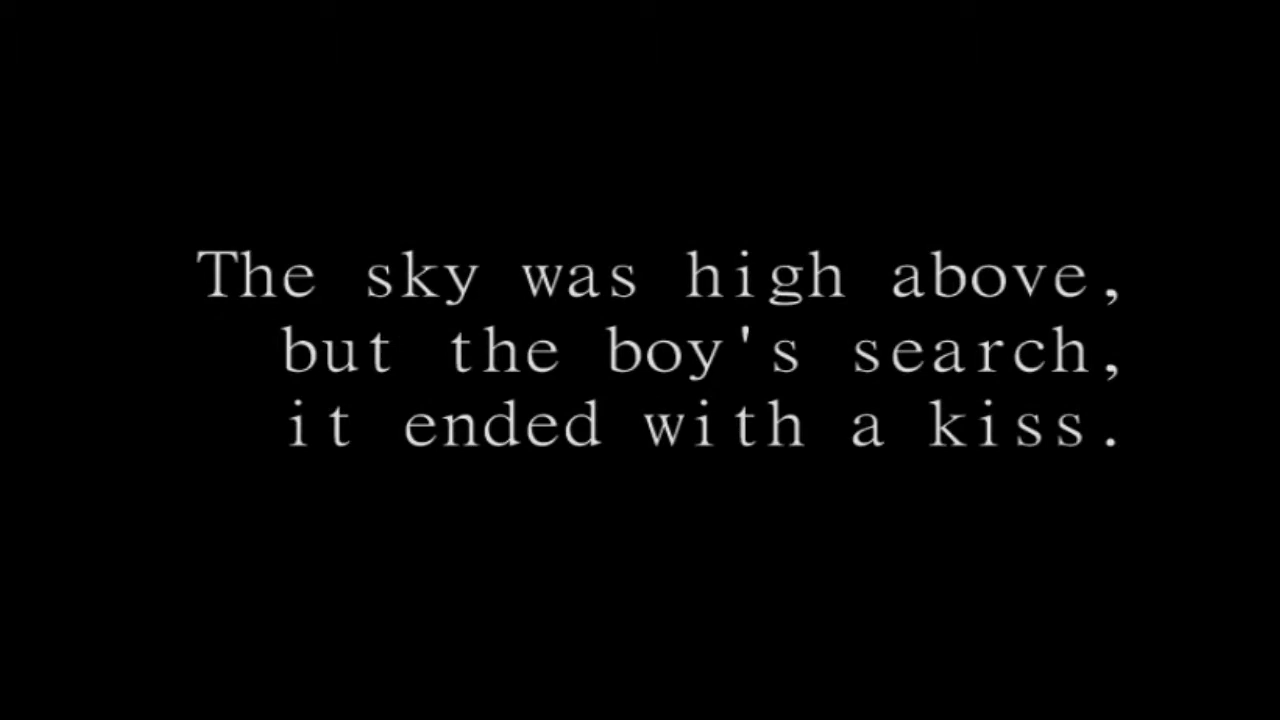 The sky was high above,
but the boy's search,
it ended with a kiss.